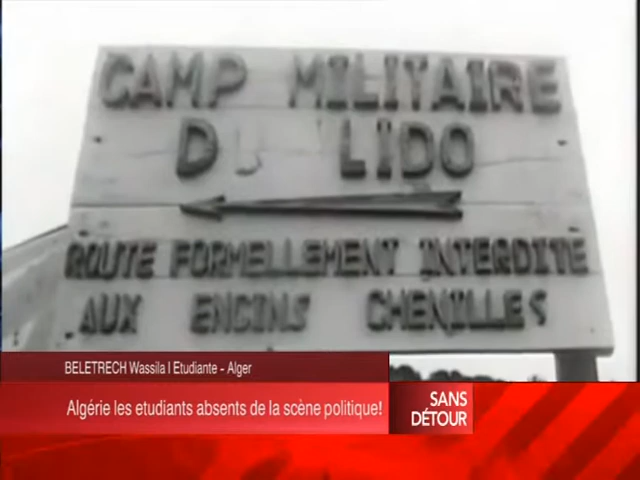 CAMP MILITAIRE
DU LIDO
ROUTE FORMELLEMENT INTERDITE
AUX ENGINS CHENILLES
BELETRECH Wassila I Etudiante - Alger
Algérie les etudiants absents de la scène politique!
SANS
DÉTOUR